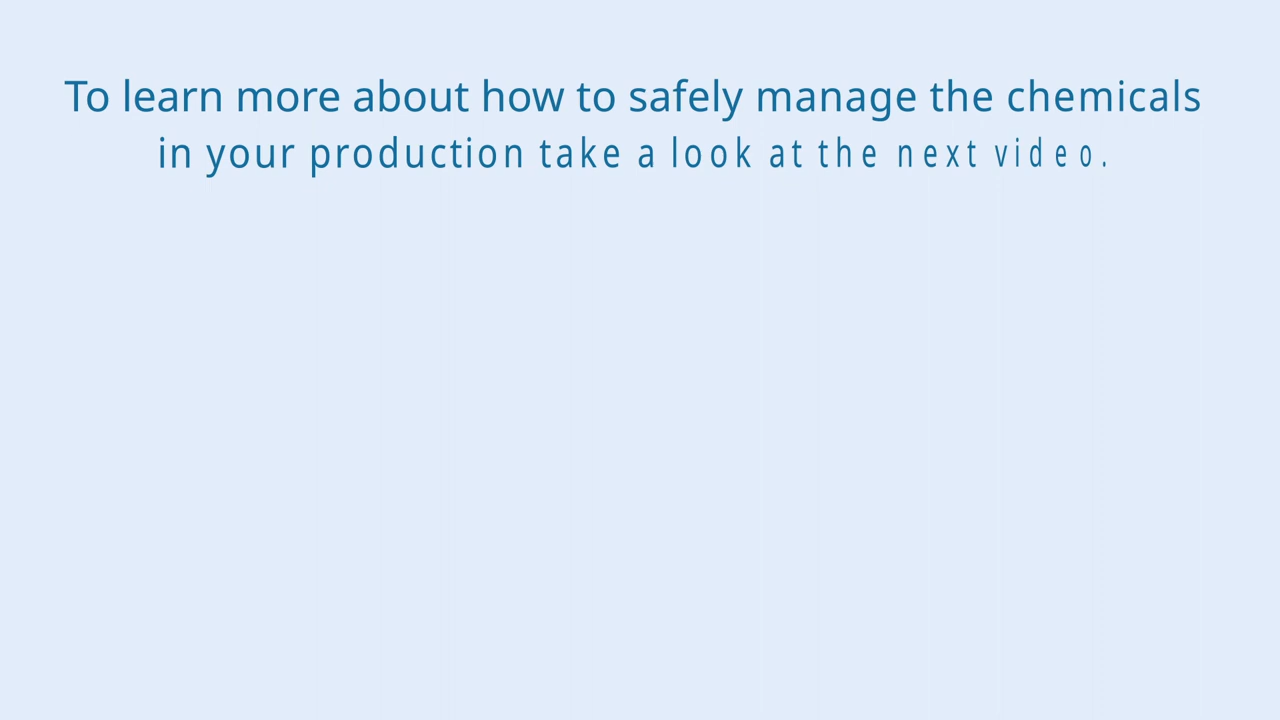 To learn more about how to safely manage the chemicals
in your production take a look at the next video.